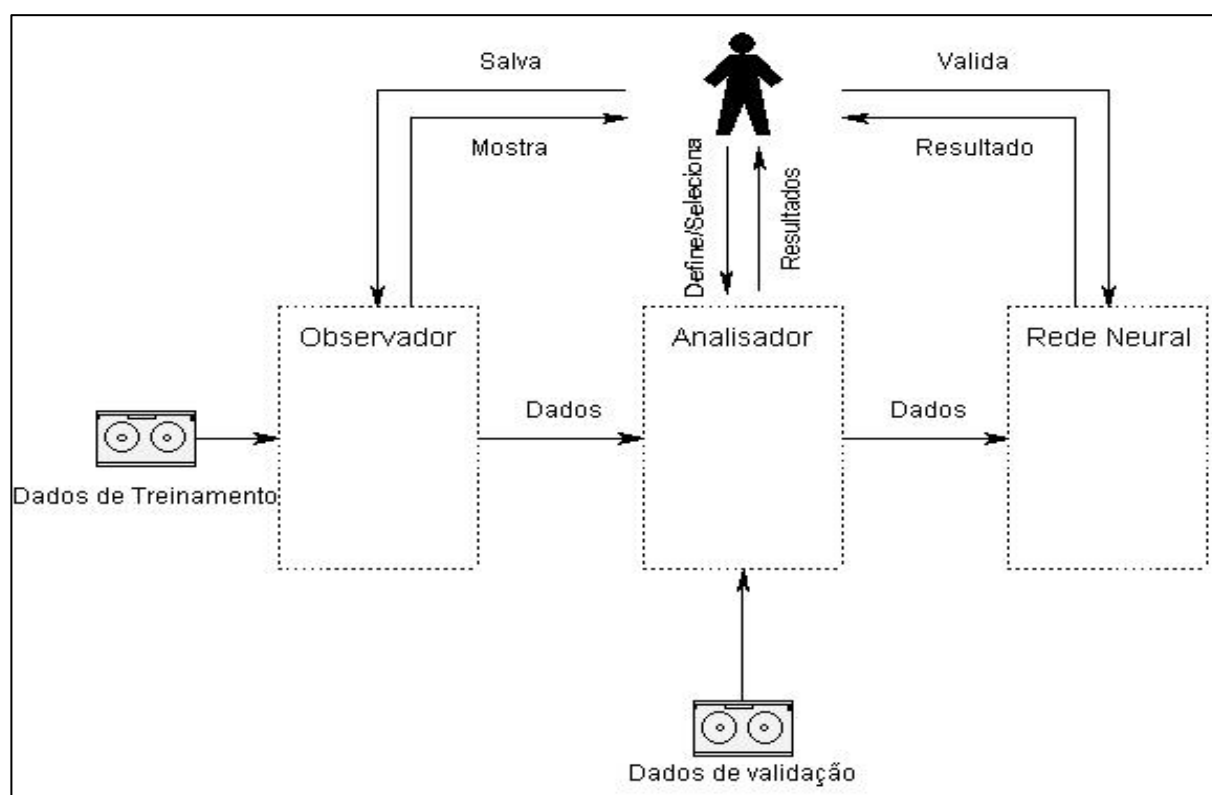 Salva
Valida
Mostra
Resultado
Define/Seleciona
Resultados
Observador
Analisador
Rede Neural
Dados
Dados
Dados de Treinamento
Dados de validação